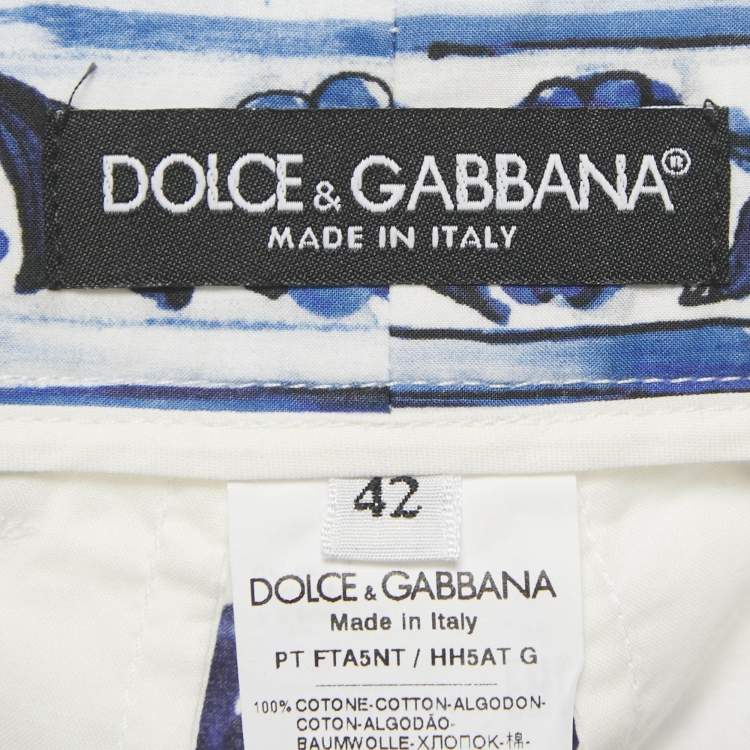 DOLCE & GABBANA®
MADE IN ITALY
42
DOLCE & GABBANA
Made in Italy
PT FTA5NT / HH5AT G
100% COTONE-COTTON-ALGODON-
COTON-ALGODÃO-
BAUMWOLLE-ХЛОПОК-棉-